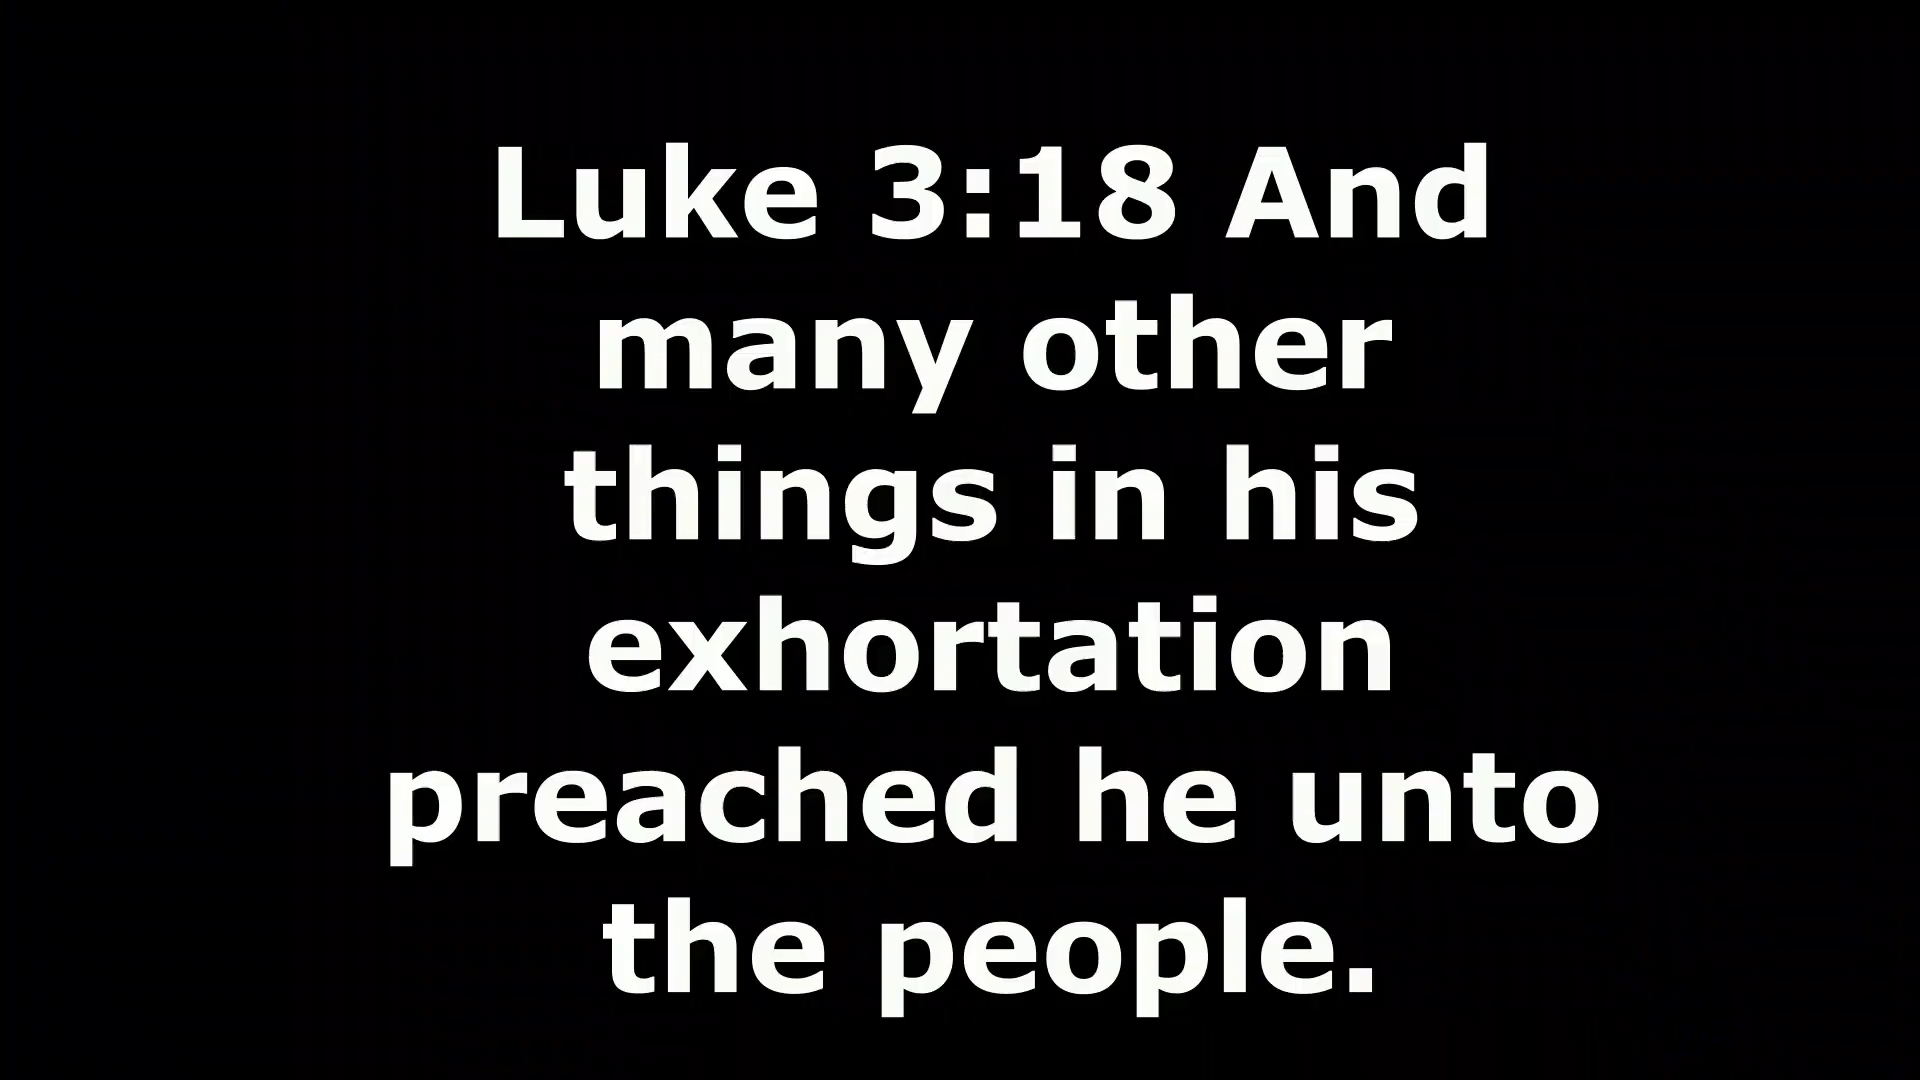 Luke 3:18 And
many other
things in his
exhortation
preached he unto
the people.